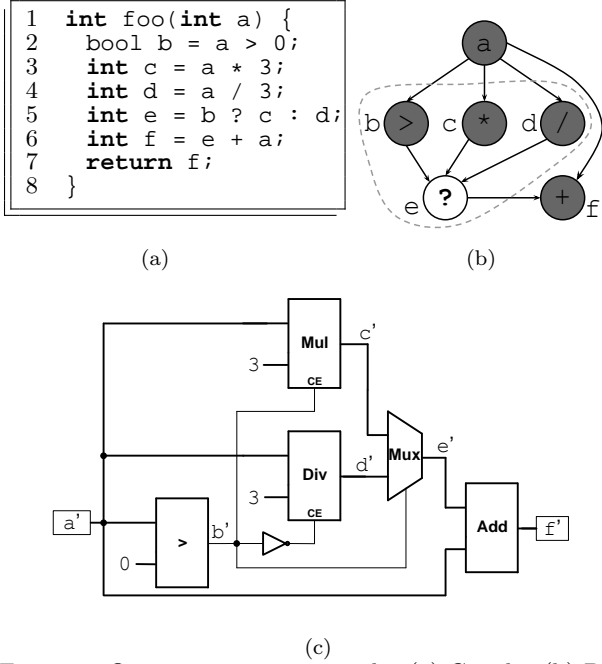 1 int foo(int a) {
2 bool b = a > 0;
3 int c = a * 3;
4 int d = a / 3;
5 int e = b ? c : d;
6 int f = e + a;
7 return f;
8 }
a
b > c * d /
e ? + f
(a) (b)
Mul
3
CE
c'
Div
3
CE
d'
Mux
e'
a'
>
0
b'
Add
f'
(c)